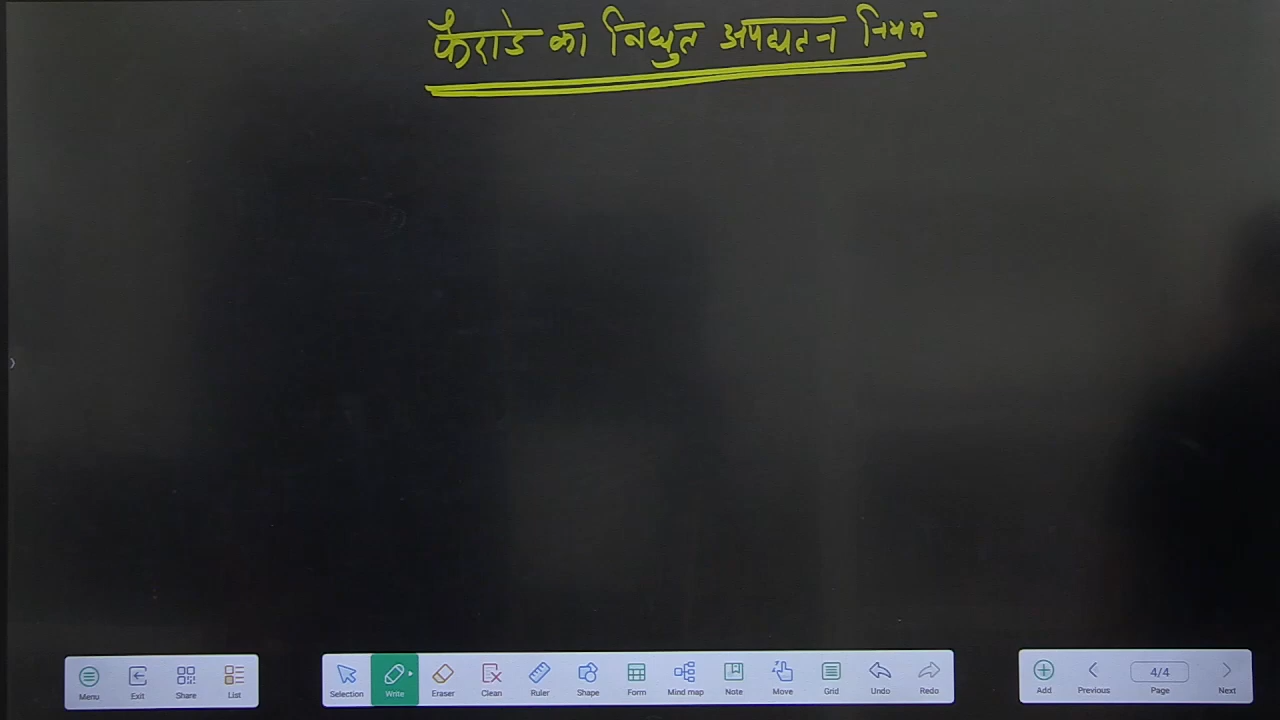 फैराडे का विधुत अपघटन नियम
Menu Exit Share List
Selection Write Eraser Clean Ruler Shape Form Mind map Note Move Grid Undo Redo
Add Previous 4/4 Page Next